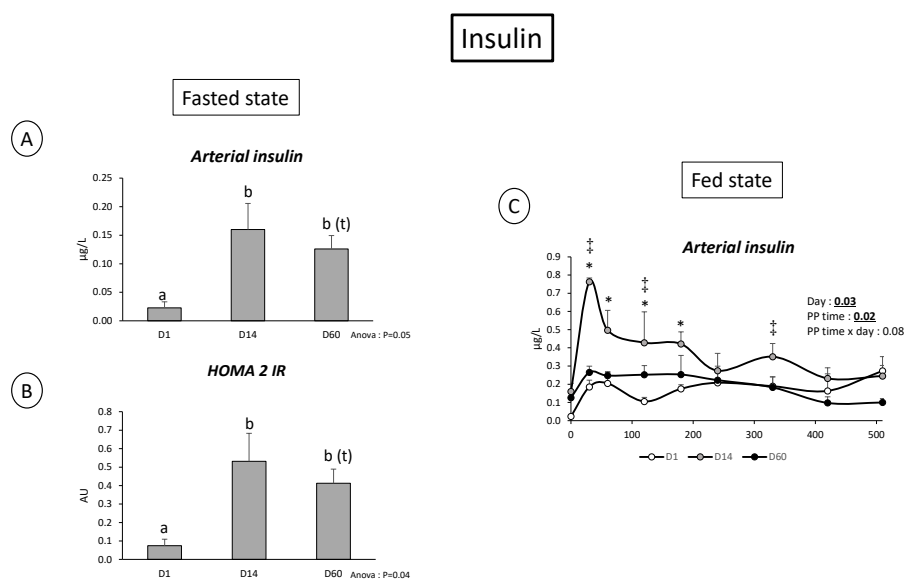 Insulin
Fasted state
A
Arterial insulin
0.25
0.20
0.15
0.10
0.05
0.00
µg/L
a
b
b (t)
D1
D14
D60
Anova : P=0.05
B
HOMA 2 IR
0.7
0.6
0.5
0.4
0.3
0.2
0.1
0.0
AU
a
b
b (t)
D1
D14
D60
Anova : P=0.04
Fed state
C
Arterial insulin
0.9
0.8
0.7
0.6
0.5
0.4
0.3
0.2
0.1
0.0
µg/L
‡
*
*
‡
*
*
‡
Day : 0.03
PP time : 0.02
PP time x day : 0.08
0
100
200
300
400
500
D1
D14
D60